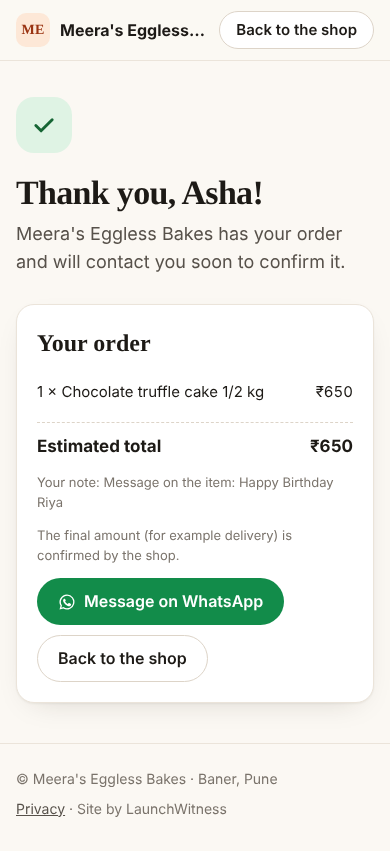 ME
Meera's Eggless...
Back to the shop
Thank you, Asha!
Meera's Eggless Bakes has your order
and will contact you soon to confirm it.
Your order
1 × Chocolate truffle cake 1/2 kg ₹650
Estimated total ₹650
Your note: Message on the item: Happy Birthday
Riya
The final amount (for example delivery) is
confirmed by the shop.
Message on WhatsApp
Back to the shop
© Meera's Eggless Bakes · Baner, Pune
Privacy · Site by LaunchWitness